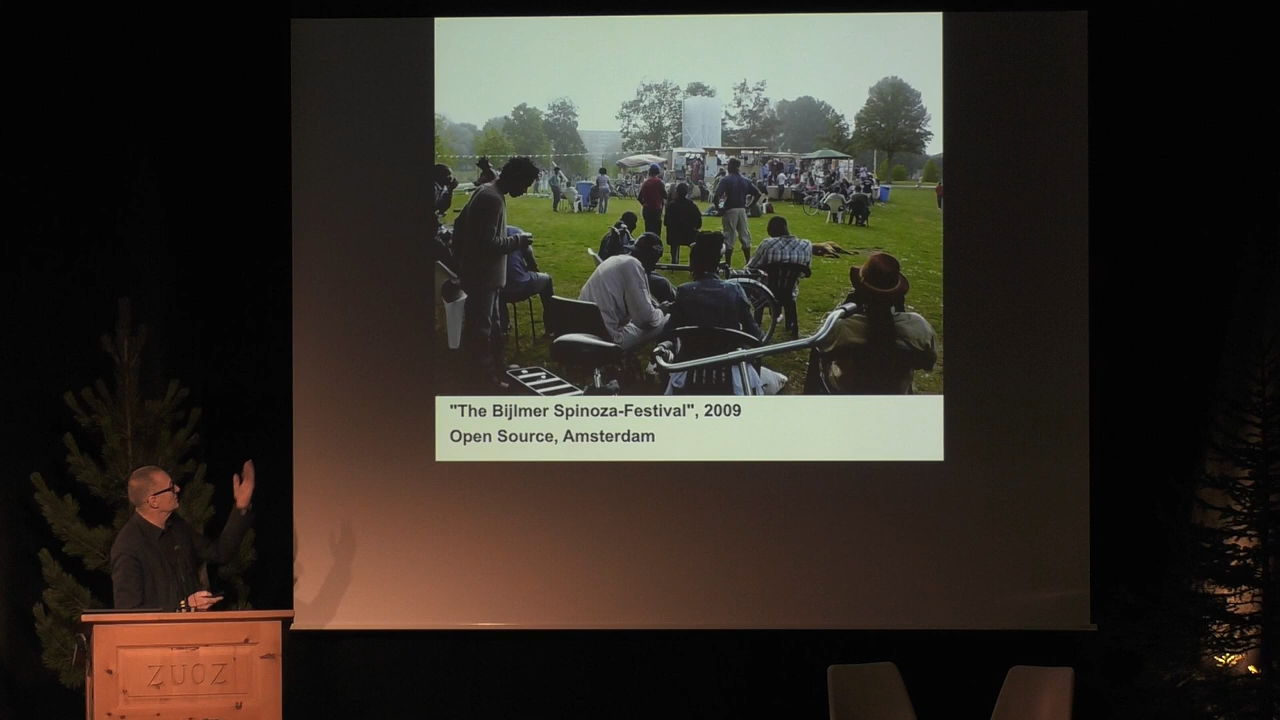 "The Bijlmer Spinoza-Festival", 2009
Open Source, Amsterdam
ZUOZ